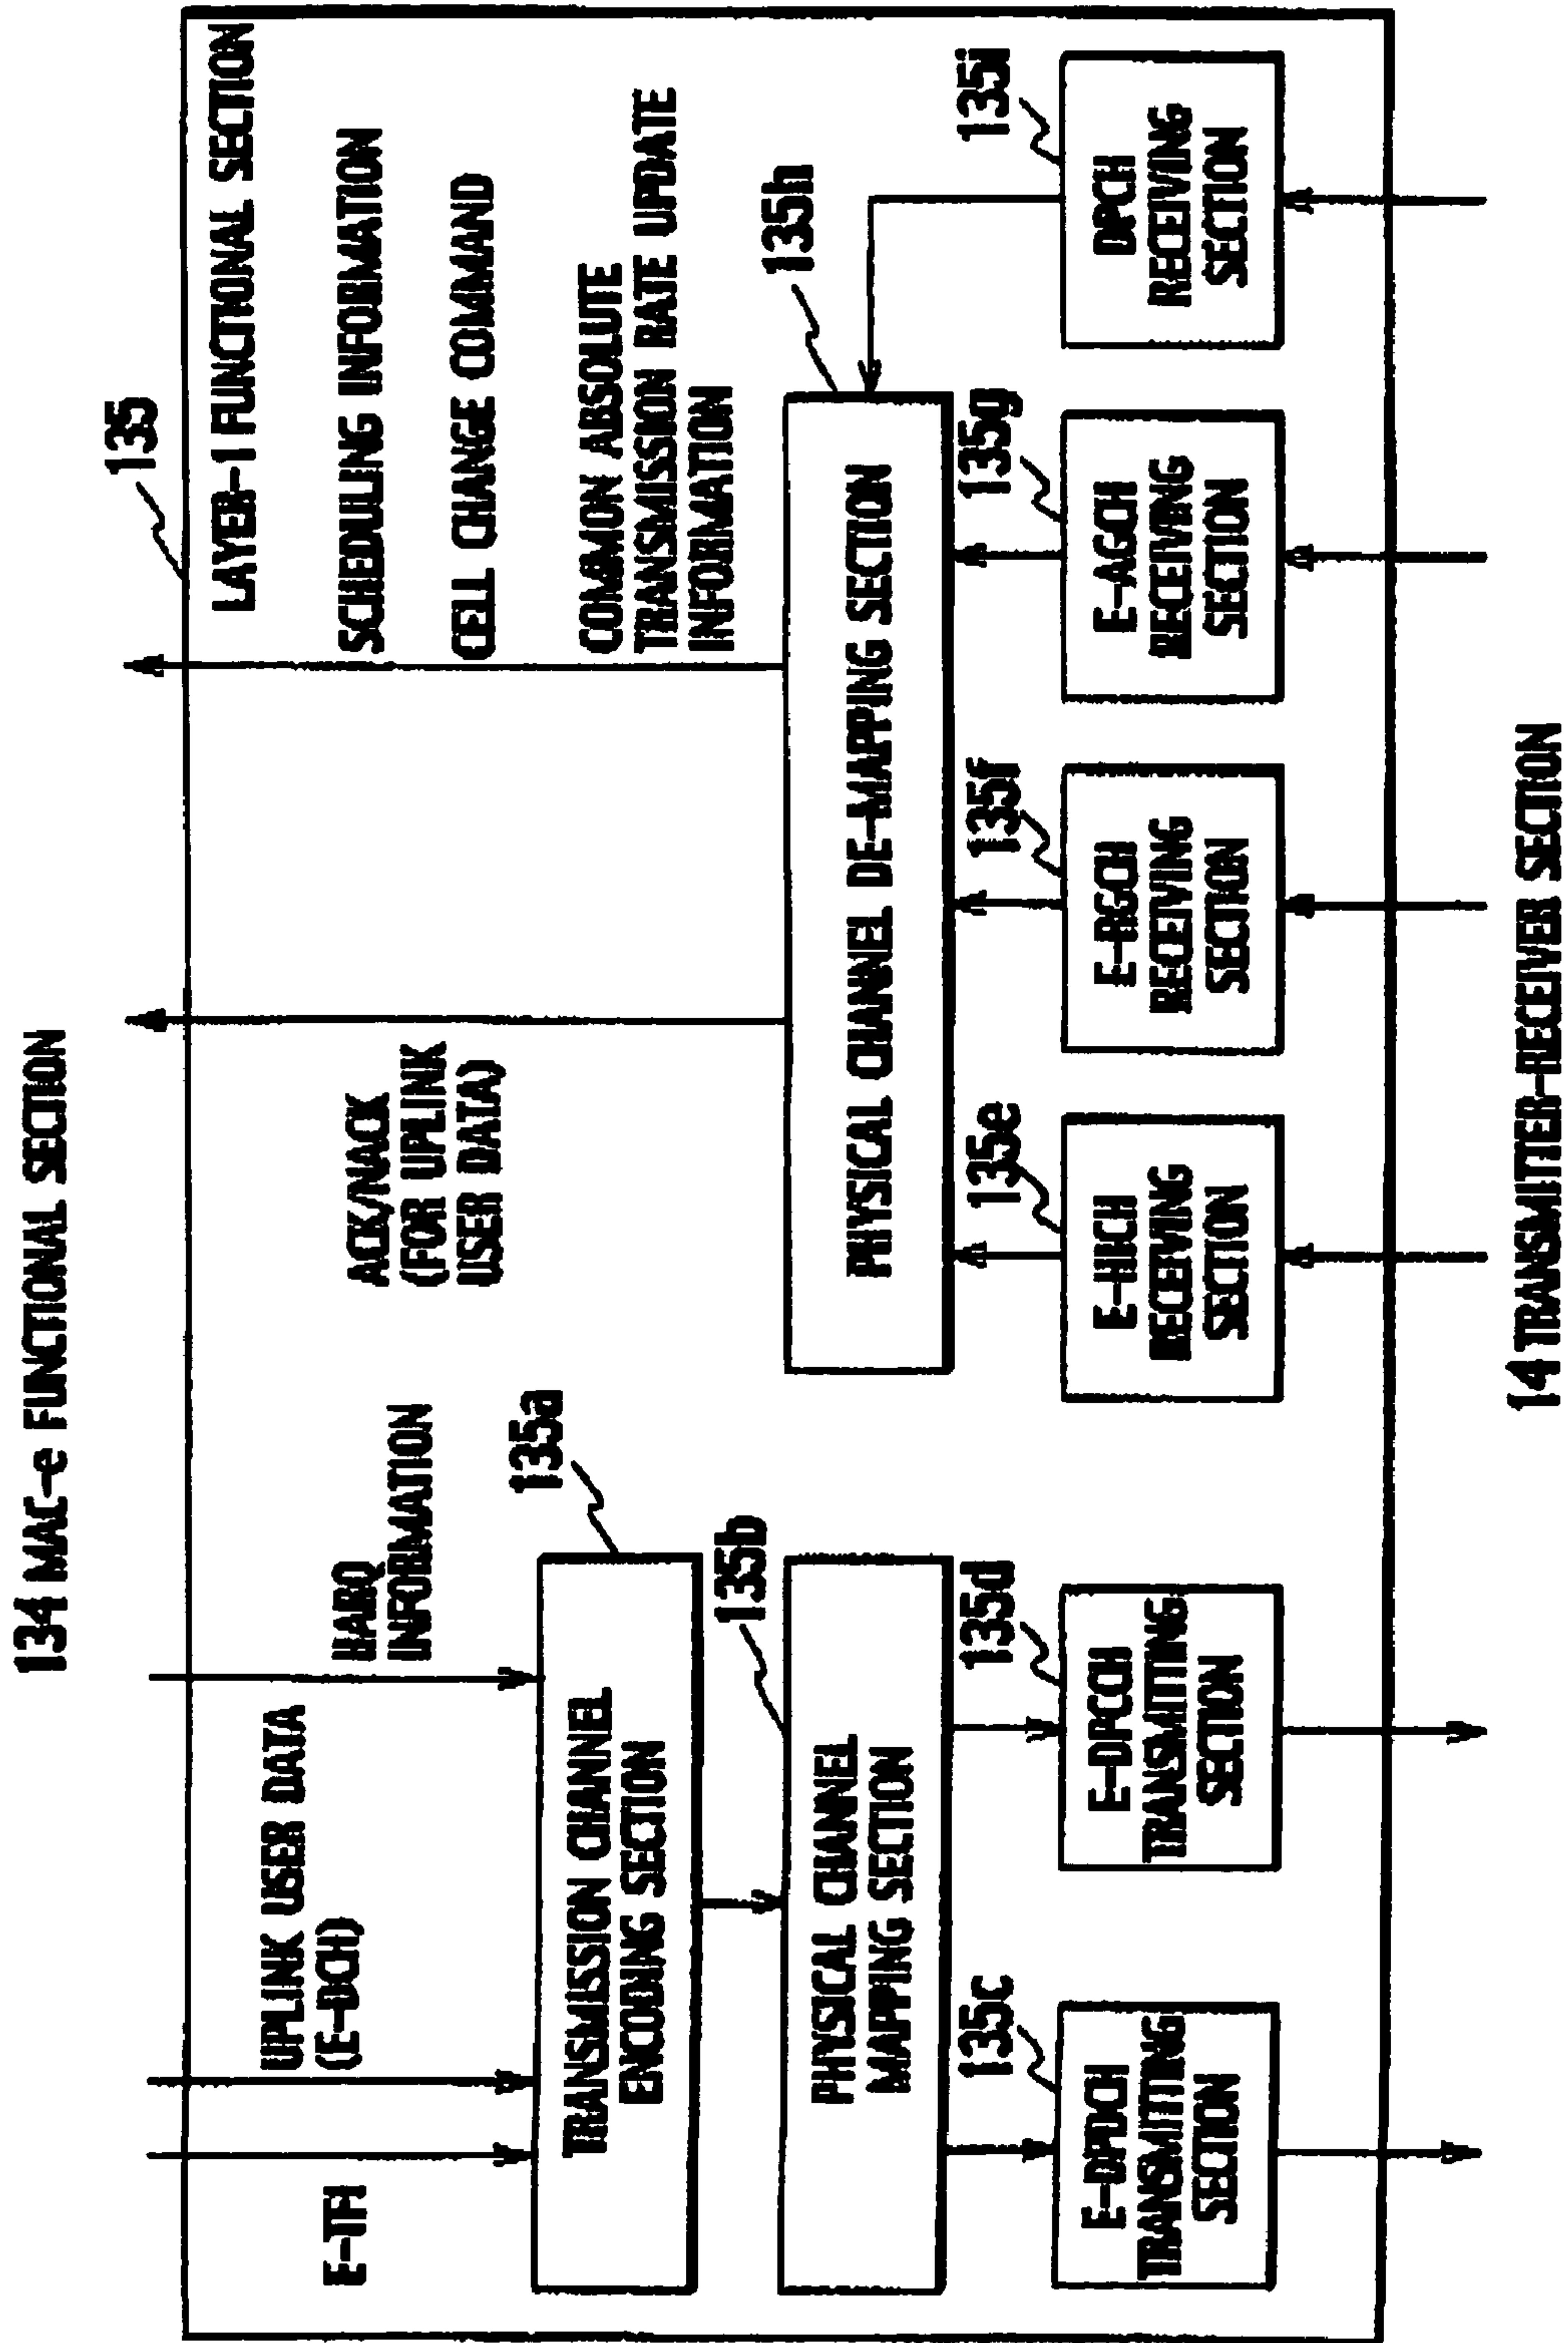 134 MAC-e FUNCTIONAL SECTION
135
LAYER-1 FUNCTIONAL SECTION
E-TFI
UPLINK USER DATA
(E-DCH)
HARQ
INFORMATION
ACK/NACK
(FOR UPLINK
USER DATA)
SCHEDULING INFORMATION
CELL CHANGE COMMAND
COMMON ABSOLUTE
TRANSMISSION RATE UPDATE
INFORMATION
135a
TRANSMISSION CHANNEL
ENCODING SECTION
135b
PHYSICAL CHANNEL
MAPPING SECTION
135h
PHYSICAL CHANNEL DE-MAPPING SECTION
135c
E-DPDCH
TRANSMITTING
SECTION
135d
E-DPCCH
TRANSMITTING
SECTION
135e
E-HICH
RECEIVING
SECTION
135f
E-RGCH
RECEIVING
SECTION
135g
E-AGCH
RECEIVING
SECTION
135i
DPCH
RECEIVING
SECTION
14 TRANSMITTER-RECEIVER SECTION